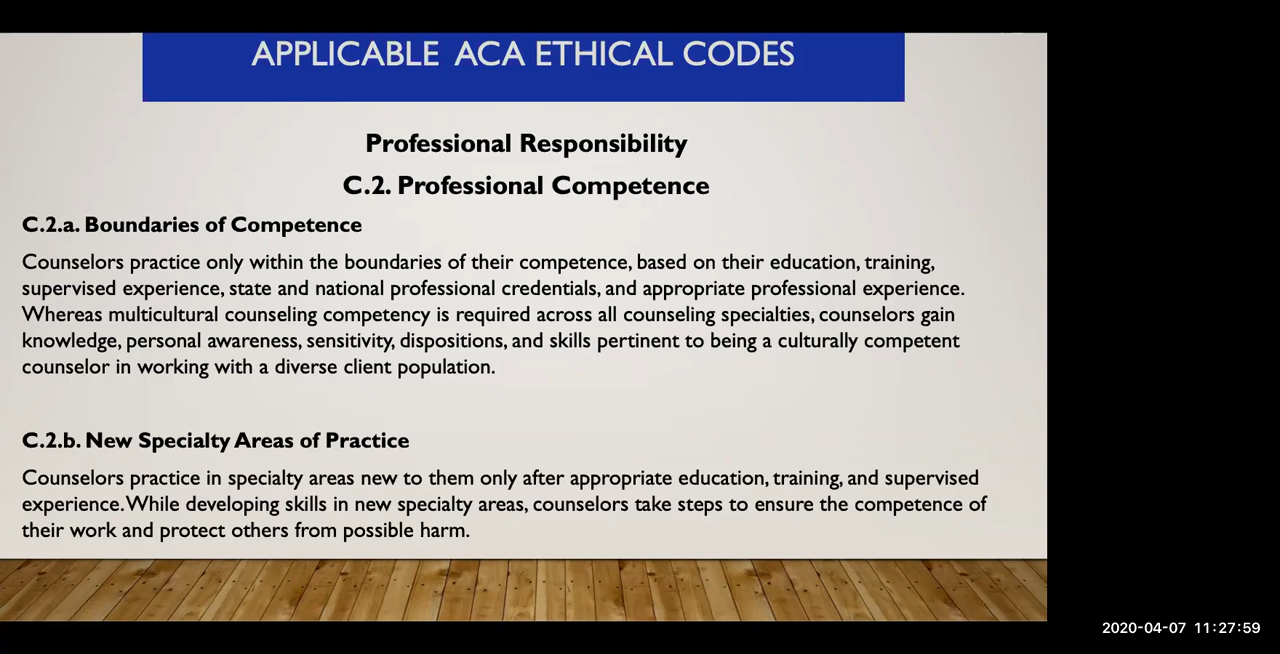 APPLICABLE ACA ETHICAL CODES
Professional Responsibility
C.2. Professional Competence
C.2.a. Boundaries of Competence
Counselors practice only within the boundaries of their competence, based on their education, training,
supervised experience, state and national professional credentials, and appropriate professional experience.
Whereas multicultural counseling competency is required across all counseling specialties, counselors gain
knowledge, personal awareness, sensitivity, dispositions, and skills pertinent to being a culturally competent
counselor in working with a diverse client population.
C.2.b. New Specialty Areas of Practice
Counselors practice in specialty areas new to them only after appropriate education, training, and supervised
experience. While developing skills in new specialty areas, counselors take steps to ensure the competence of
their work and protect others from possible harm.
2020-04-07 11:27:59